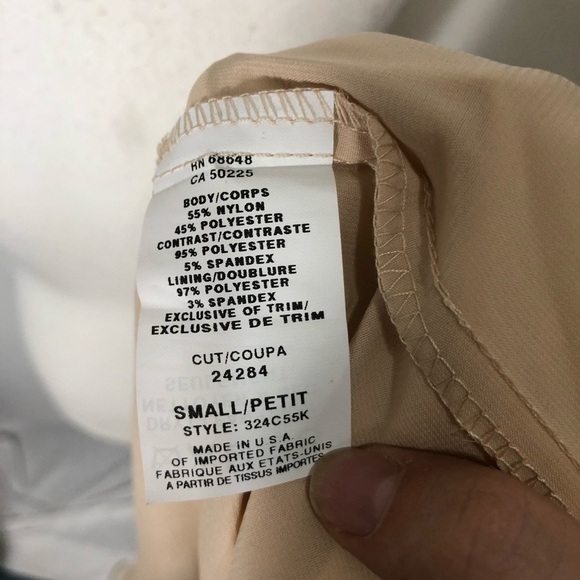 RN 68648
CA 50225
BODY/CORPS
55% NYLON
45% POLYESTER
CONTRAST/CONTRASTE
95% POLYESTER
5% SPANDEX
LINING/DOUBLURE
97% POLYESTER
3% SPANDEX
EXCLUSIVE OF TRIM/
EXCLUSIVE DE TRIM
CUT/COUPA
24284
SMALL/PETIT
STYLE: 324C55K
MADE IN U.S.A.
OF IMPORTED FABRIC
FABRIQUE AUX ETATS-UNIS
A PARTIR DE TISSUS IMPORTES